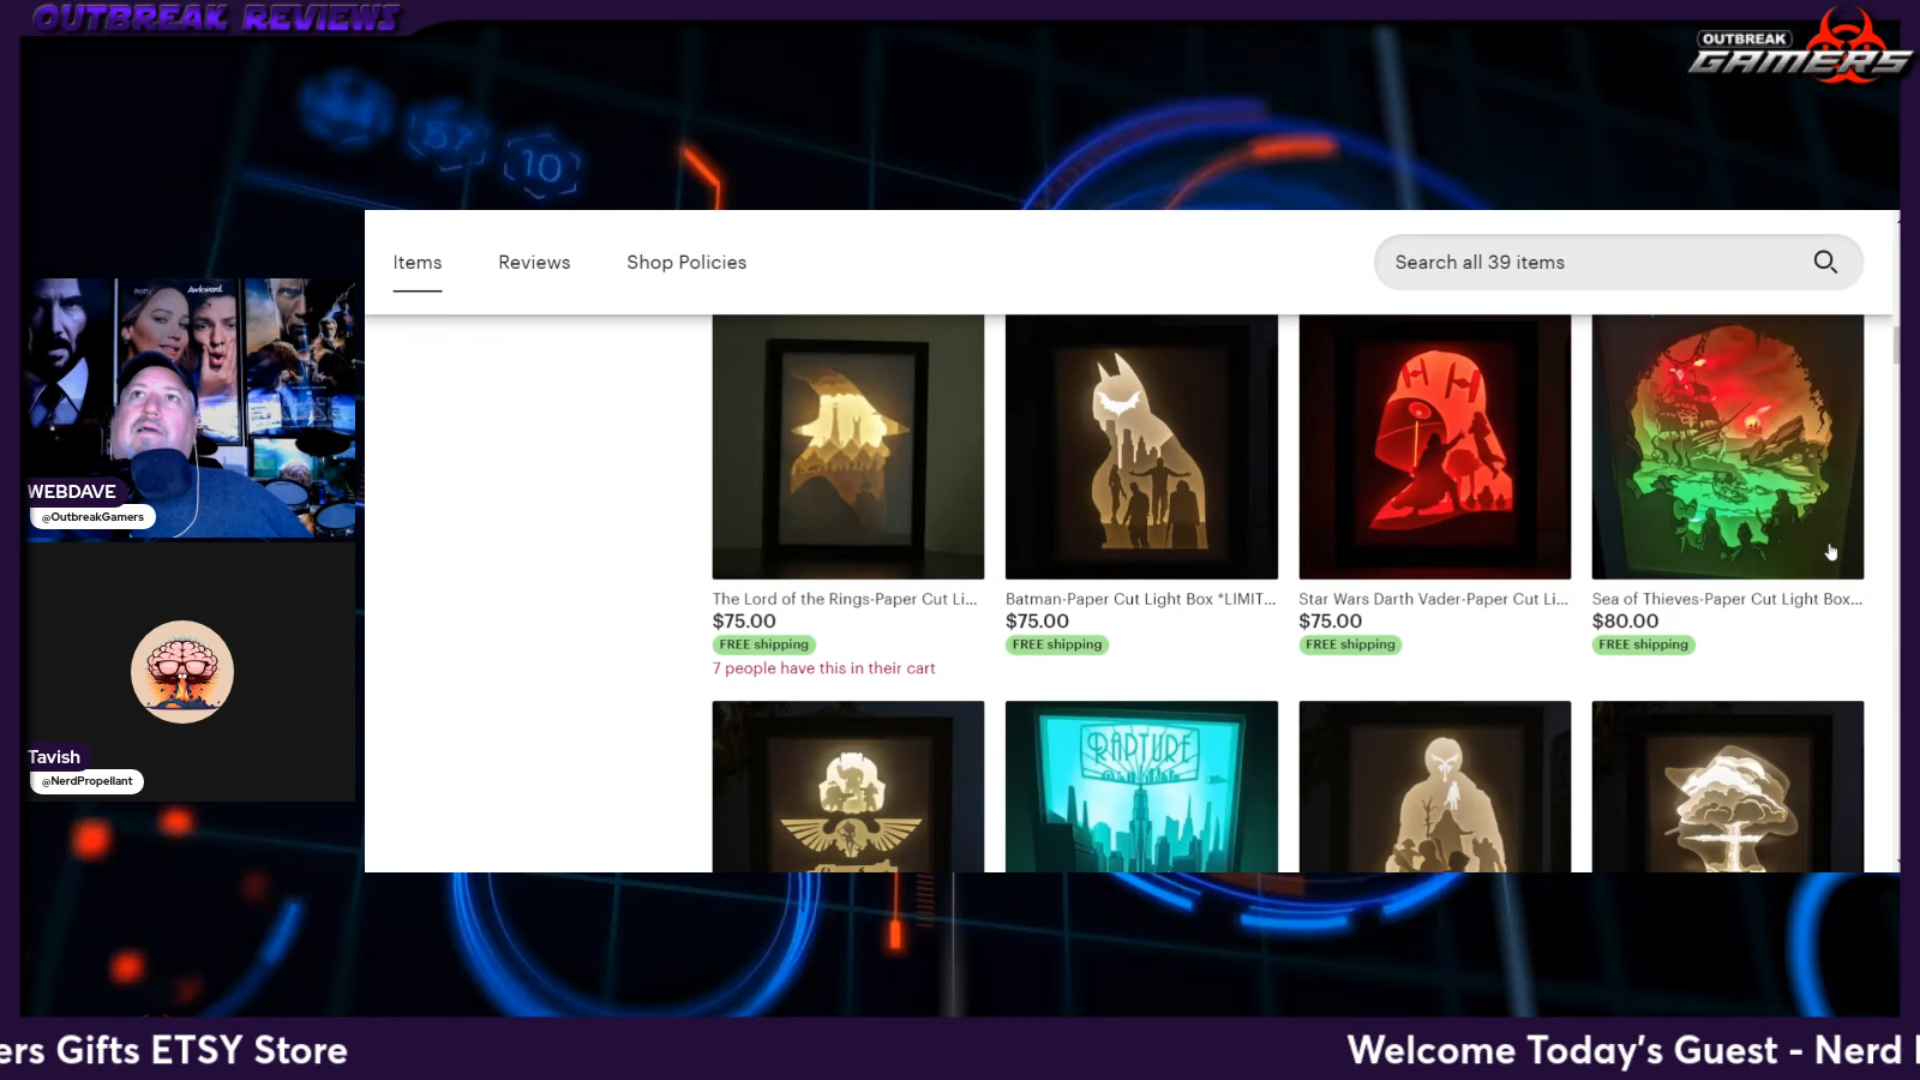 OUTBREAK REVIEWS
OUTBREAK
GAMERS
57
10
Items
Reviews
Shop Policies
Search all 39 items
Awkward.
WEBDAVE
@OutbreakGamers
Tavish
@NerdPropellant
The Lord of the Rings-Paper Cut Li...
$75.00
FREE shipping
7 people have this in their cart
Batman-Paper Cut Light Box *LIMIT...
$75.00
FREE shipping
Star Wars Darth Vader-Paper Cut Li...
$75.00
FREE shipping
Sea of Thieves-Paper Cut Light Box...
$80.00
FREE shipping
RAPTURE
ers Gifts ETSY Store
Welcome Today's Guest - Nerd